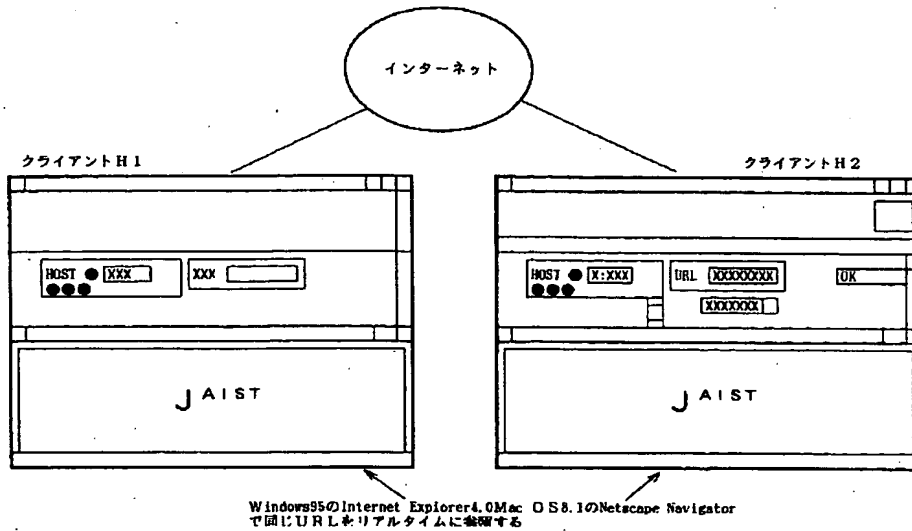 インターネット
クライアントH1
クライアントH2
HOST ● XXX
XXX
HOST ● X:XXX
URL XXXXXXXX
OK
XXXXXXX
JAIST
JAIST
Windows95のInternet Explorer4.0Mac OS8.1のNetscape Navigator
で同じURLをリアルタイムに参照する